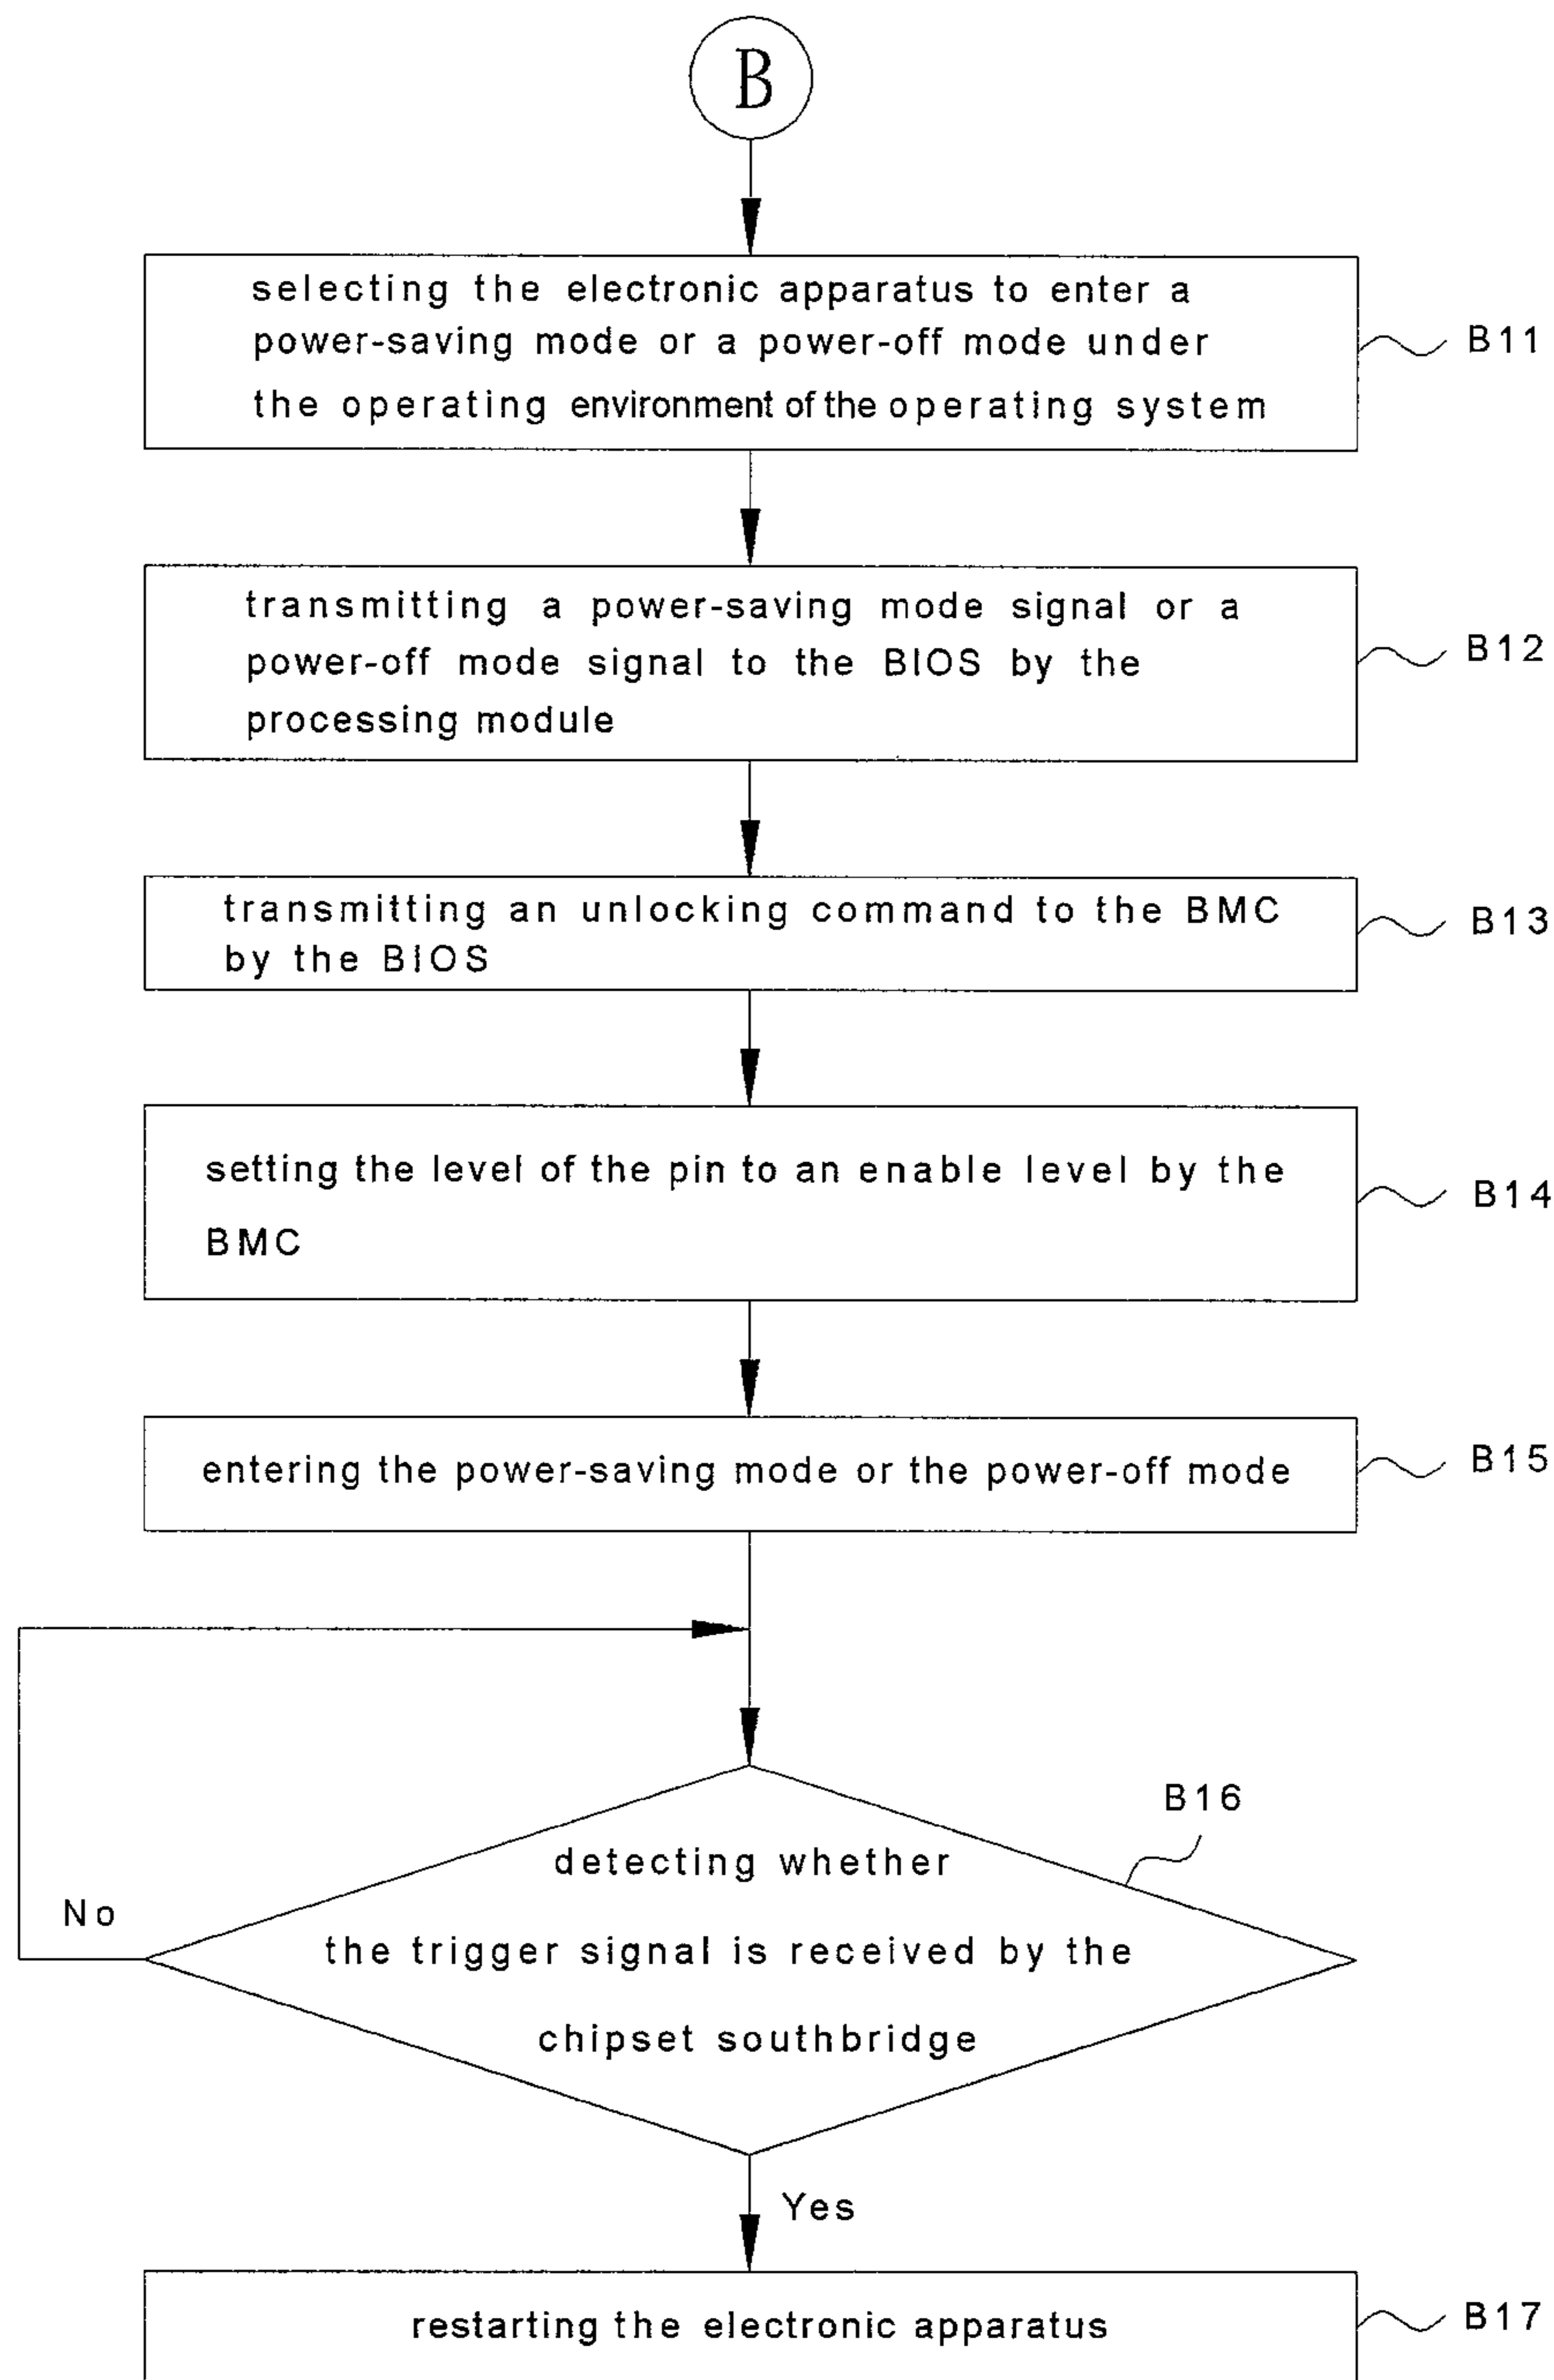 B
selecting the electronic apparatus to enter a
power-saving mode or a power-off mode under
the operating environment of the operating system
B11
transmitting a power-saving mode signal or a
power-off mode signal to the BIOS by the
processing module
B12
transmitting an unlocking command to the BMC
by the BIOS
B13
setting the level of the pin to an enable level by the
BMC
B14
entering the power-saving mode or the power-off mode
B15
B16
detecting whether
No
the trigger signal is received by the
chipset southbridge
Yes
restarting the electronic apparatus
B17